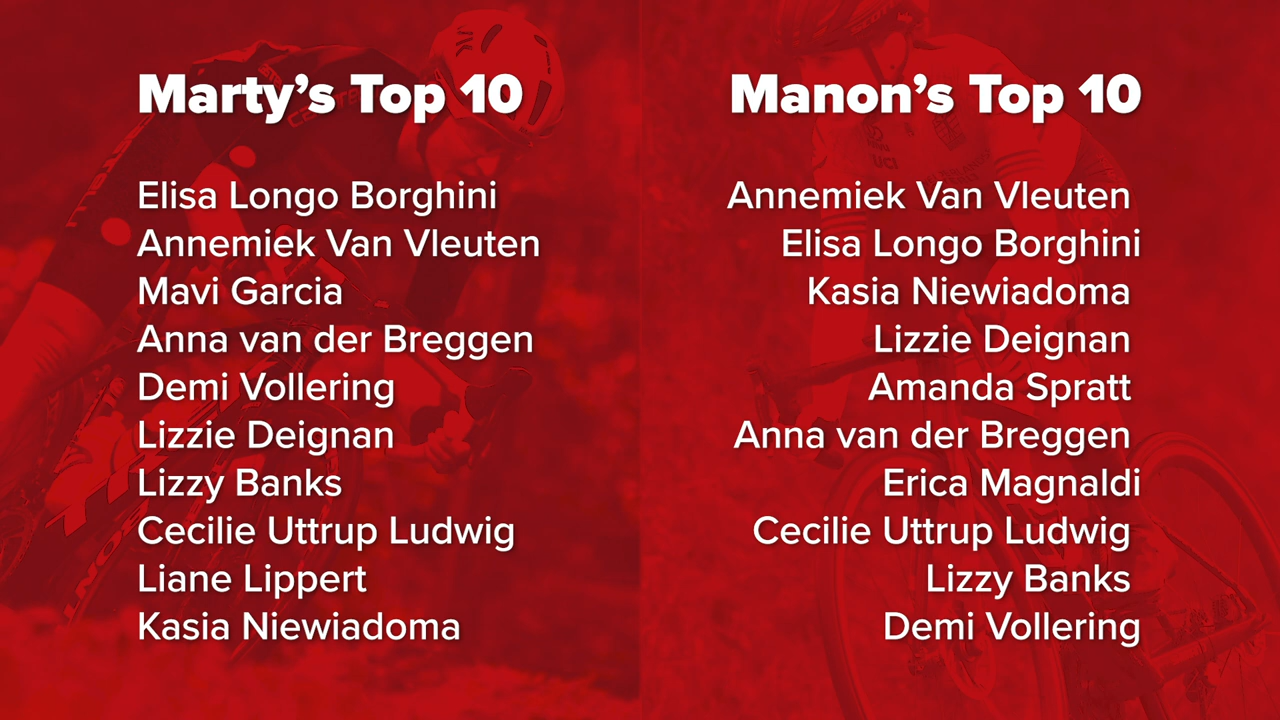 Marty's Top 10
Elisa Longo Borghini
Annemiek Van Vleuten
Mavi Garcia
Anna van der Breggen
Demi Vollering
Lizzie Deignan
Lizzy Banks
Cecilie Uttrup Ludwig
Liane Lippert
Kasia Niewiadoma
Manon's Top 10
Annemiek Van Vleuten
Elisa Longo Borghini
Kasia Niewiadoma
Lizzie Deignan
Amanda Spratt
Anna van der Breggen
Erica Magnaldi
Cecilie Uttrup Ludwig
Lizzy Banks
Demi Vollering
UCI